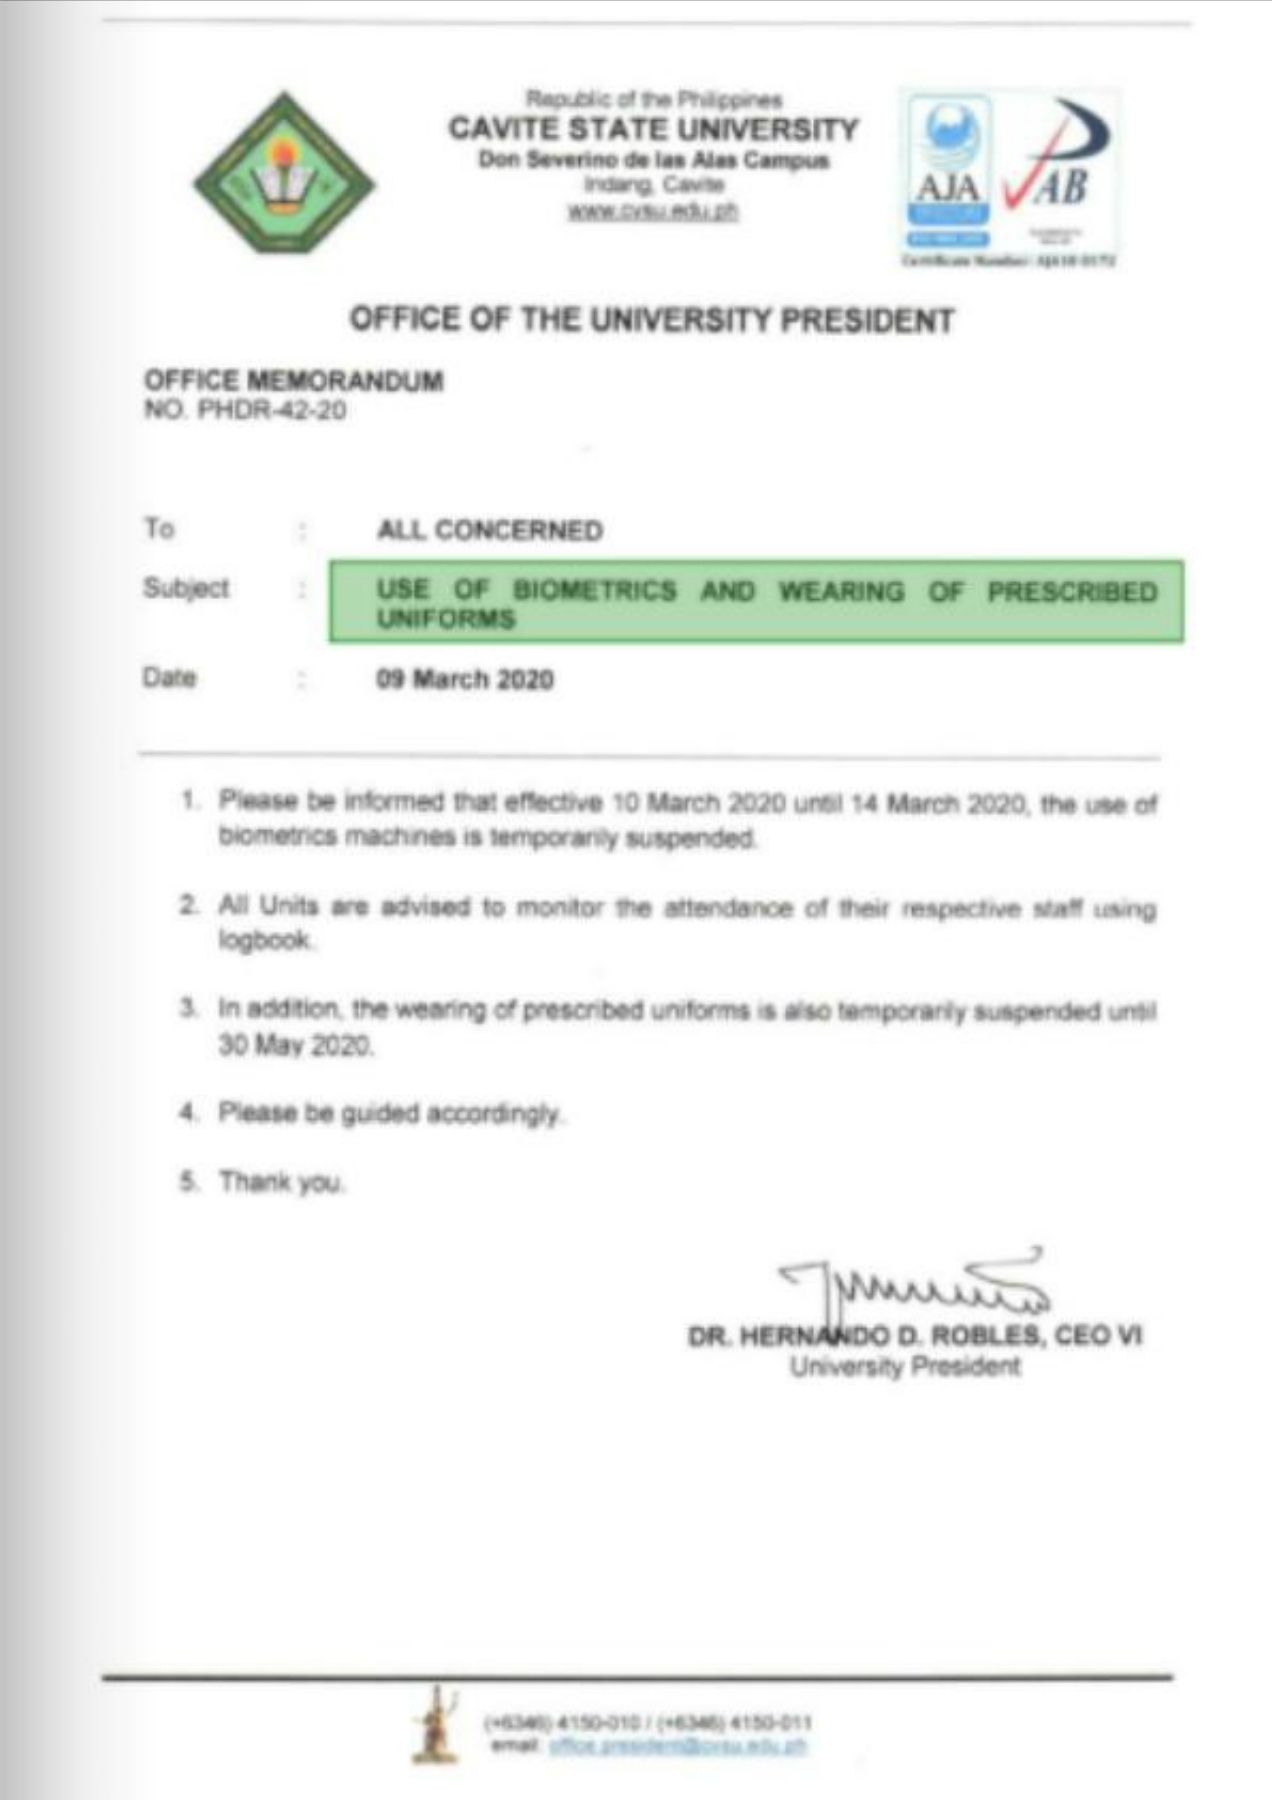 Republic of the Philippines
CAVITE STATE UNIVERSITY
Don Severino de las Alas Campus
Indang, Cavite
www.cvsu.edu.ph
AJA
PAB
Certificate Number:
OFFICE OF THE UNIVERSITY PRESIDENT
OFFICE MEMORANDUM
NO. PHDR-42-20
To : ALL CONCERNED
Subject : USE OF BIOMETRICS AND WEARING OF PRESCRIBED
UNIFORMS
Date : 09 March 2020
1. Please be informed that effective 10 March 2020 until 14 March 2020, the use of
biometrics machines is temporarily suspended.
2. All Units are advised to monitor the attendance of their respective staff using
logbook.
3. In addition, the wearing of prescribed uniforms is also temporarily suspended until
30 May 2020.
4. Please be guided accordingly.
5. Thank you.
DR. HERNANDO D. ROBLES, CEO VI
University President
(+6346) 4150-010 / (+6346) 4150-011
email: office.president@cvsu.edu.ph